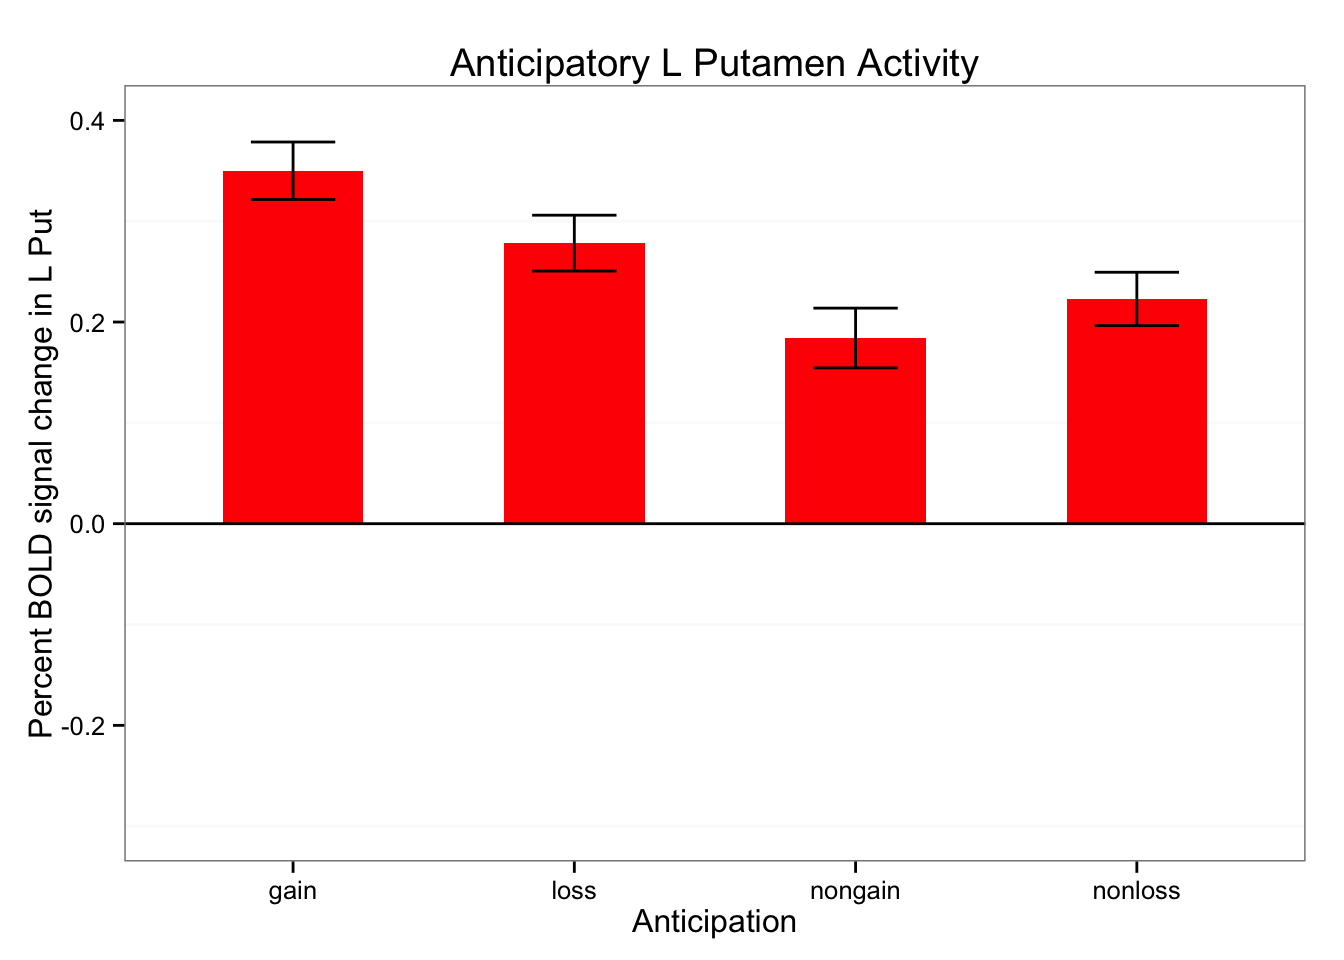 Anticipatory L Putamen Activity
Percent BOLD signal change in L Put
0.4
0.2
0.0
-0.2
gain loss nongain nonloss
Anticipation